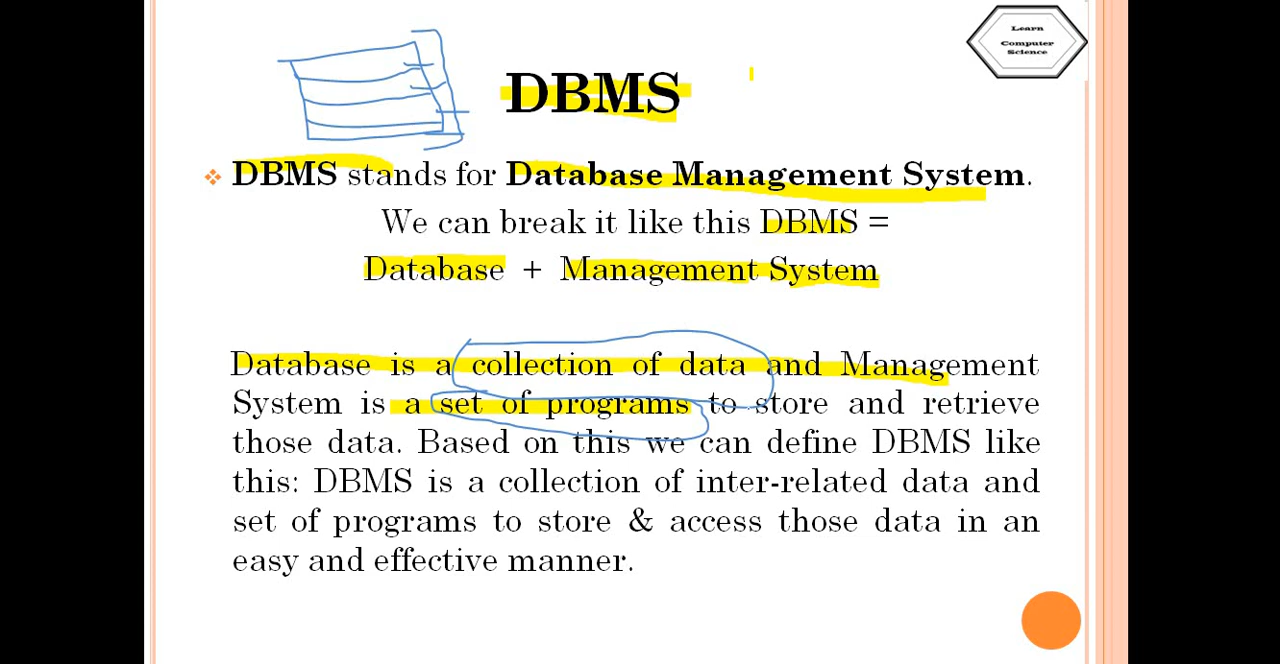 Learn
Computer
Science
DBMS
DBMS stands for Database Management System.
We can break it like this DBMS =
Database + Management System
Database is a collection of data and Management
System is a set of programs to store and retrieve
those data. Based on this we can define DBMS like
this: DBMS is a collection of inter-related data and
set of programs to store & access those data in an
easy and effective manner.